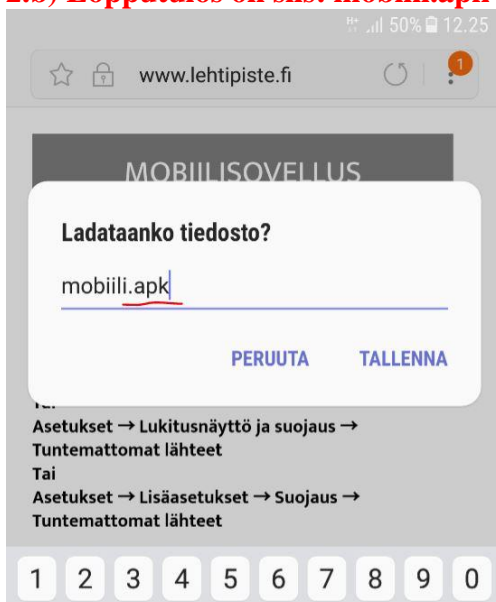 H+ 50% 12.25
www.lehtipiste.fi
1
MOBIILISOVELLUS
Ladataanko tiedosto?
mobiili.apk
PERUUTA TALLENNA
Asetukset → Lukitusnäyttö ja suojaus →
Tuntemattomat lähteet
Tai
Asetukset → Lisäasetukset → Suojaus →
Tuntemattomat lähteet
1 2 3 4 5 6 7 8 9 0